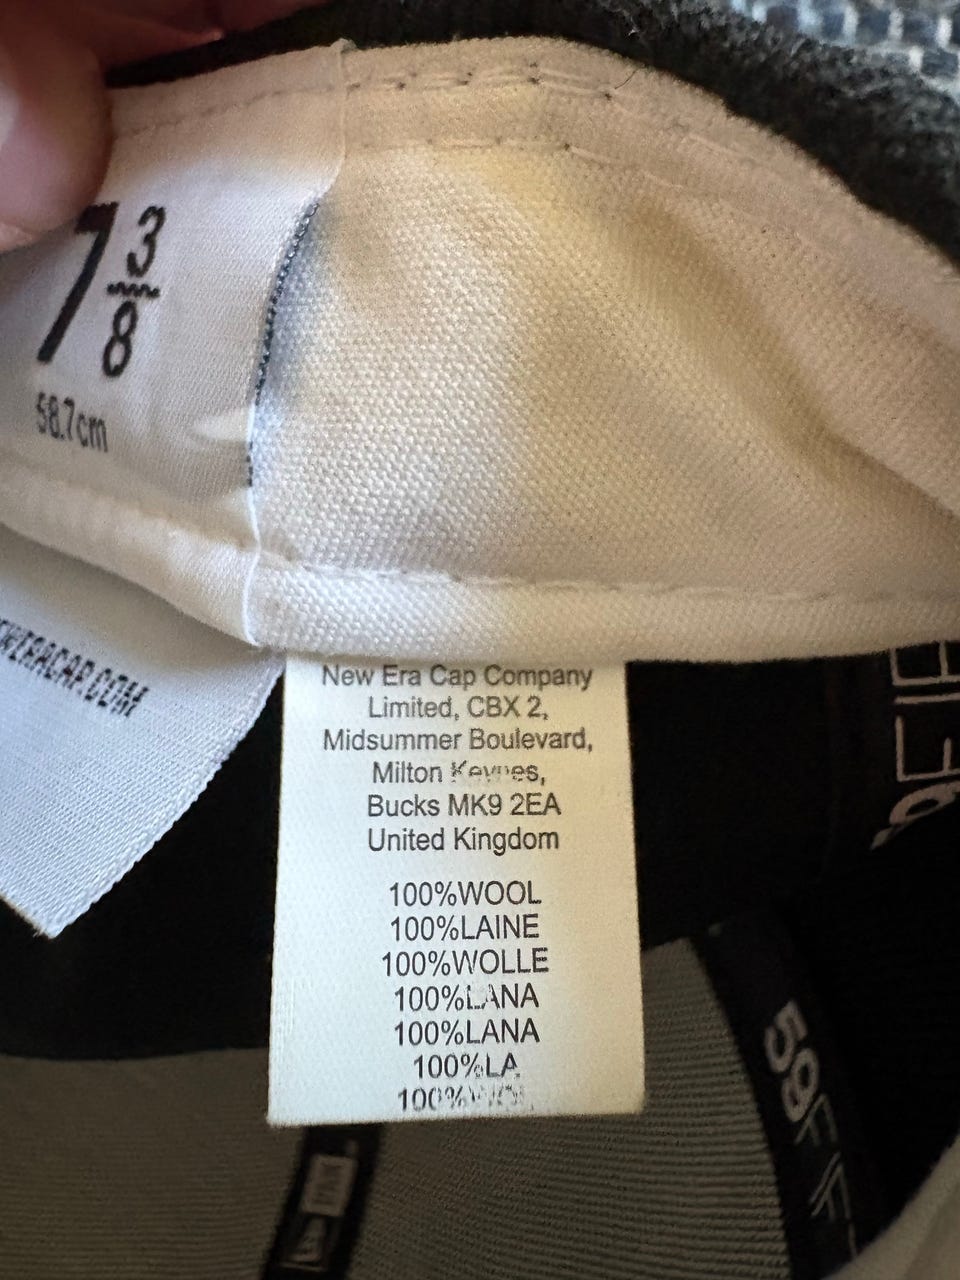 7 3/8
58.7cm
New Era Cap Company
Limited, CBX 2,
Midsummer Boulevard,
Milton Keynes,
Bucks MK9 2EA
United Kingdom
100%WOOL
100%LAINE
100%WOLLE
100%LANA
100%LANA
100%LA
59F